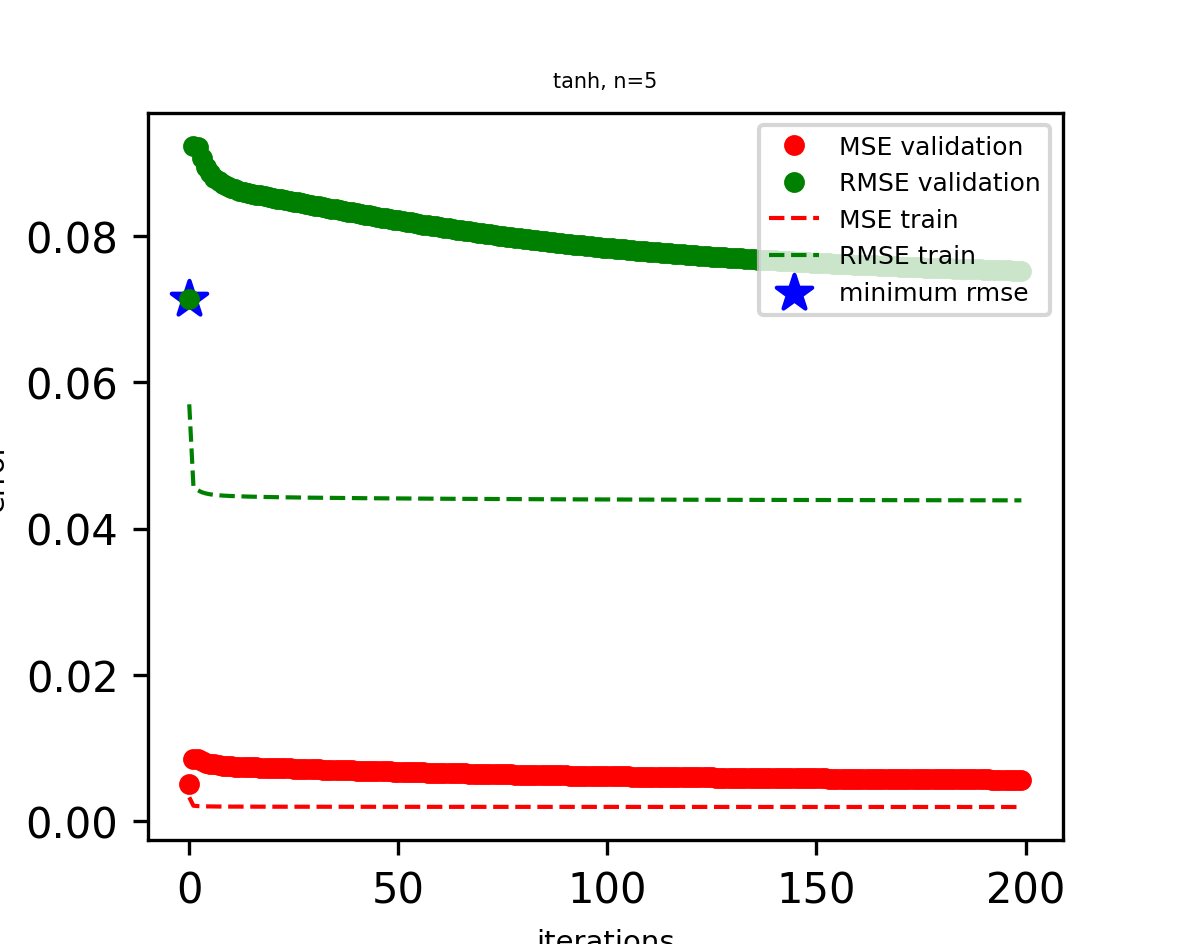 tanh, n=5
MSE validation
RMSE validation
MSE train
RMSE train
minimum rmse
0.08
0.06
0.04
0.02
0.00
0 50 100 150 200
iterations